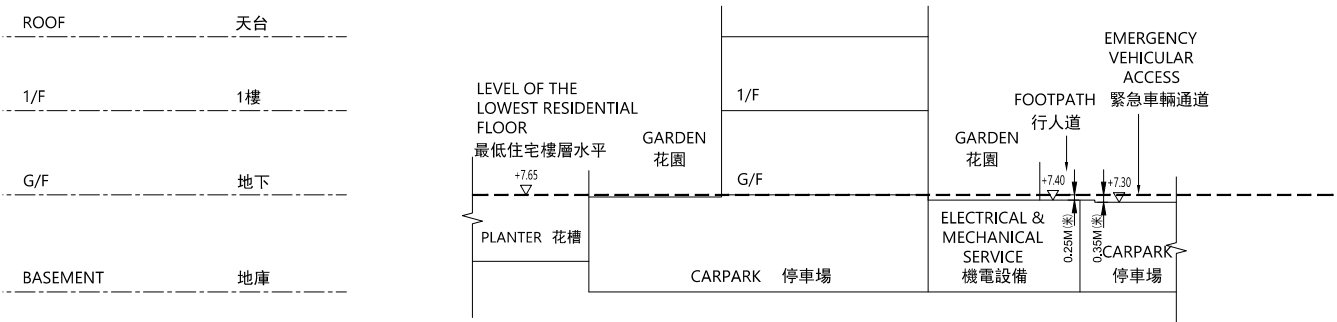 ROOF 天台
1/F 1樓
G/F 地下
BASEMENT 地庫
LEVEL OF THE
LOWEST RESIDENTIAL
FLOOR
最低住宅樓層水平
+7.65
PLANTER 花槽
GARDEN
花園
1/F
G/F
CARPARK 停車場
GARDEN
花園
FOOTPATH
行人道
EMERGENCY
VEHICULAR
ACCESS
緊急車輛通道
+7.40
+7.30
0.25M(米)
0.35M(米)
ELECTRICAL &
MECHANICAL
SERVICE
機電設備
CARPARK
停車場